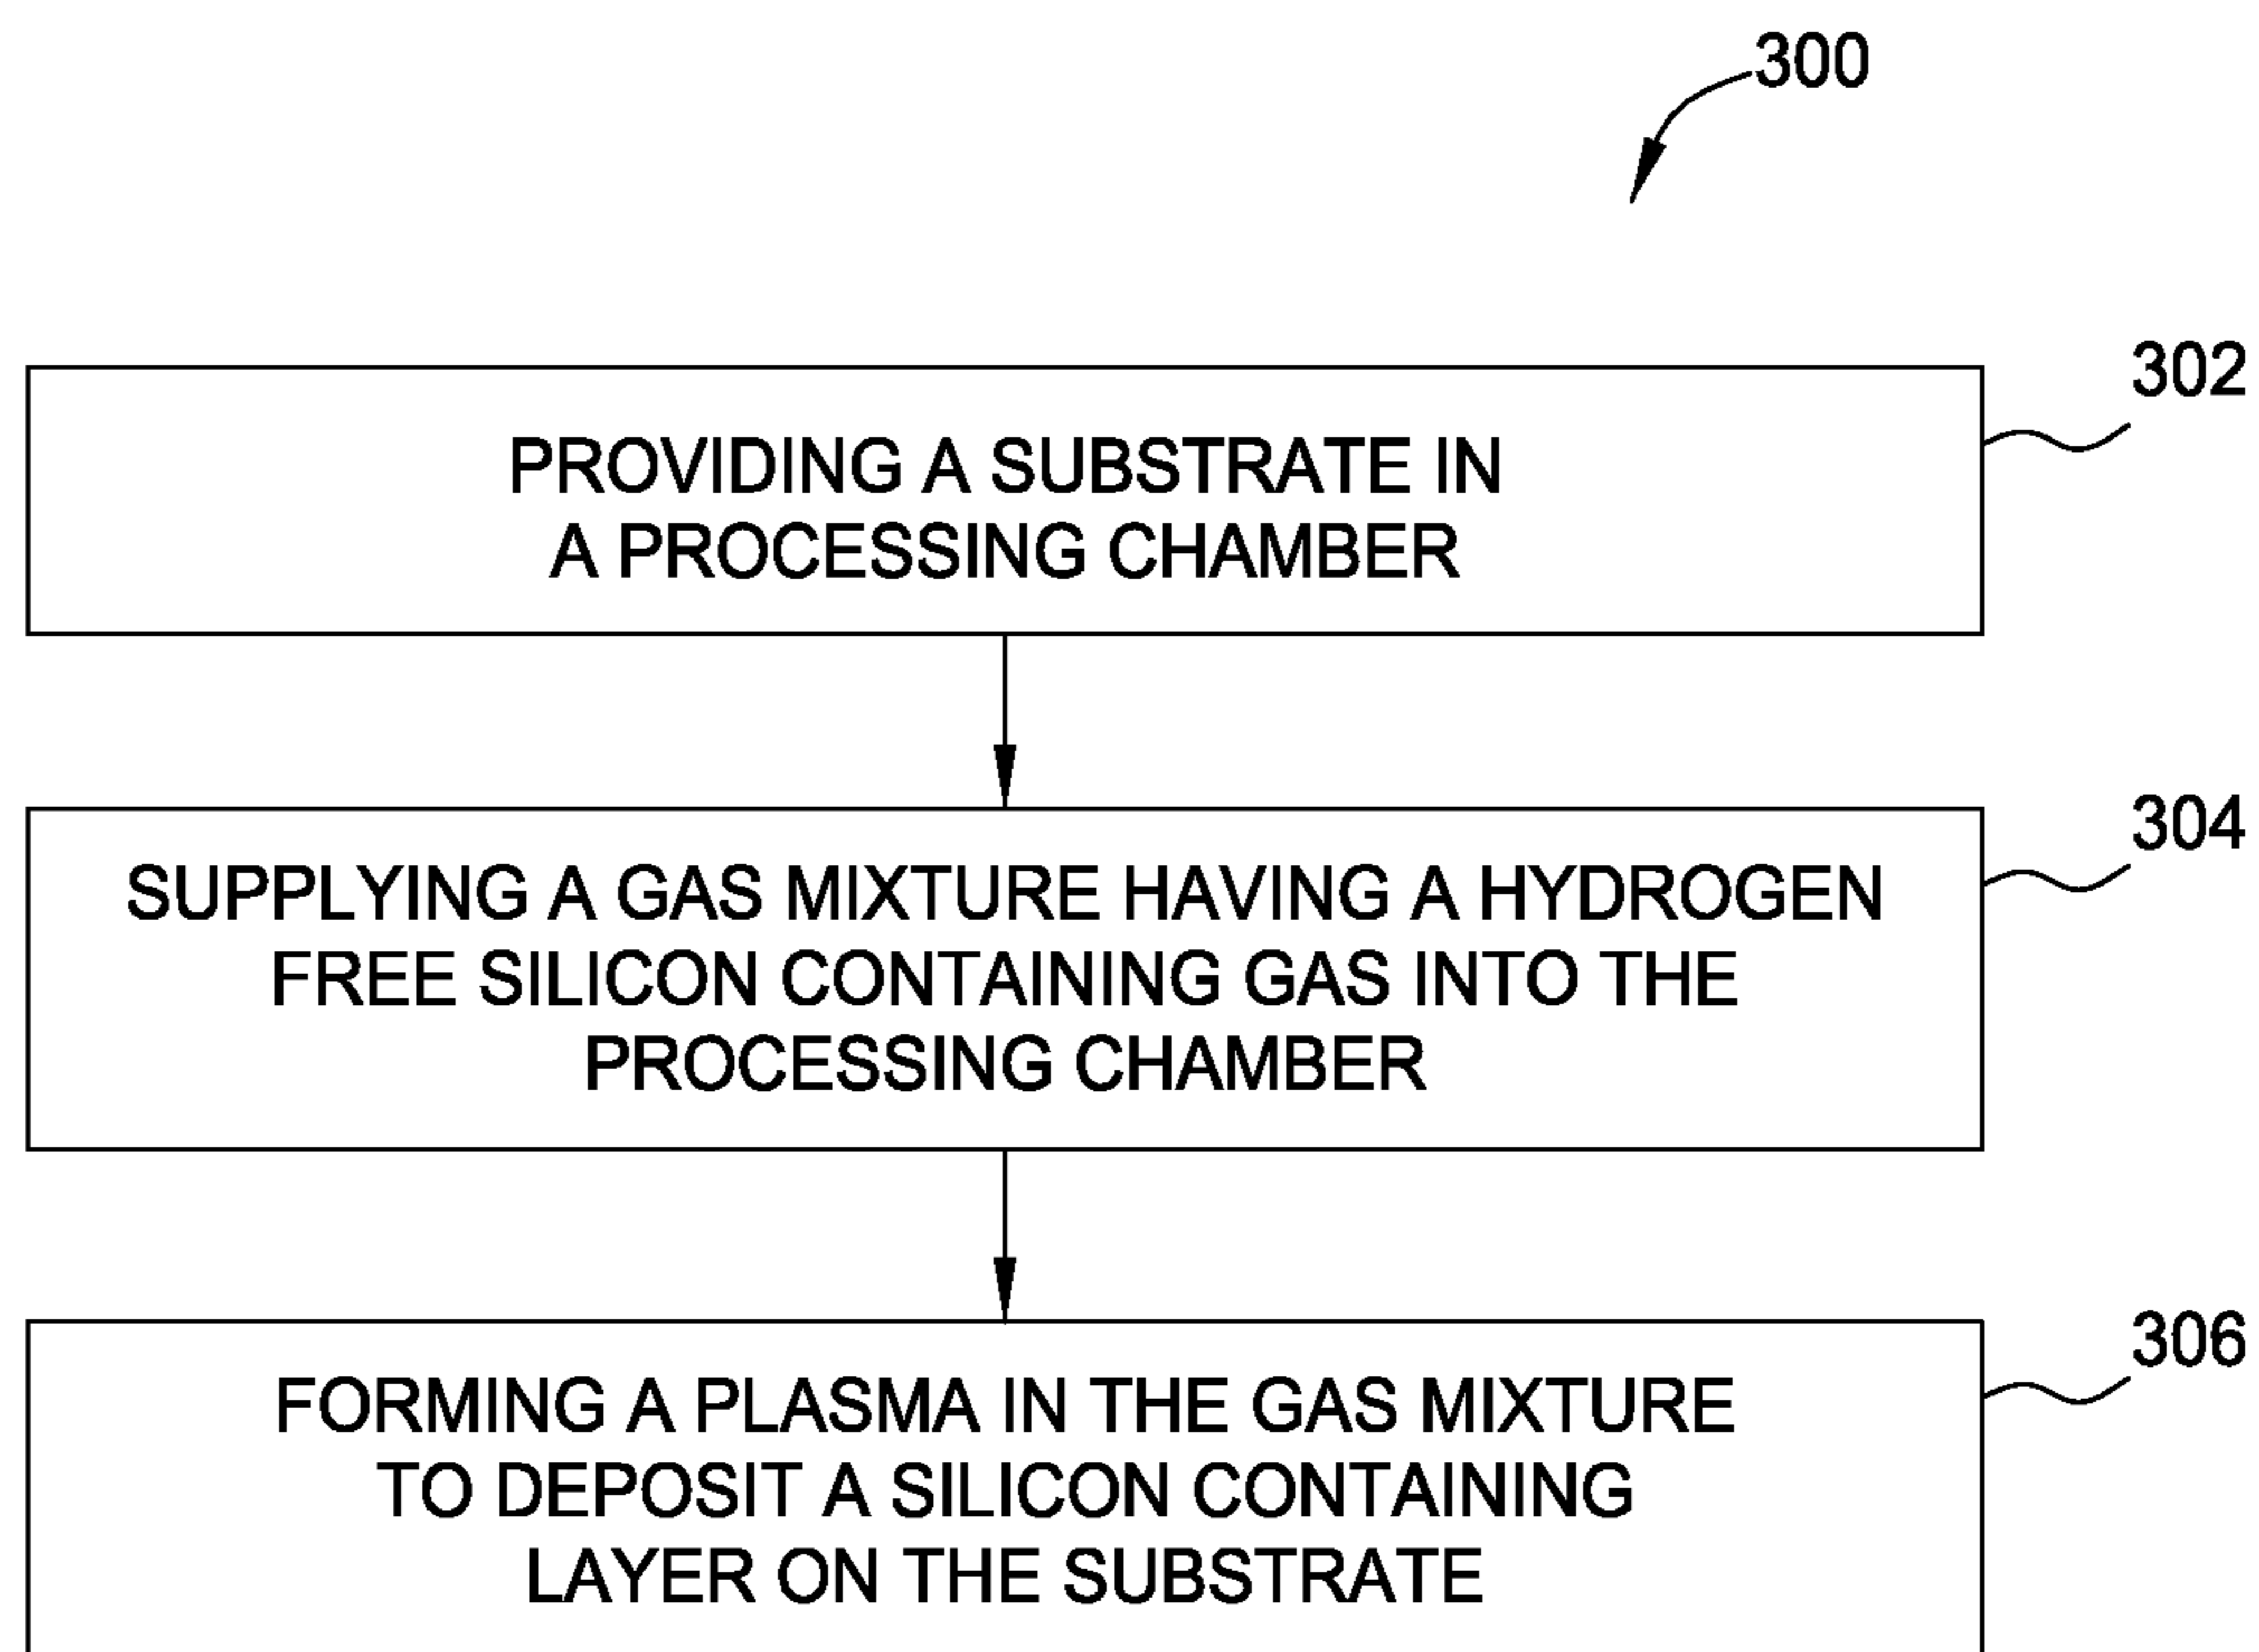 300
302
PROVIDING A SUBSTRATE IN
A PROCESSING CHAMBER
304
SUPPLYING A GAS MIXTURE HAVING A HYDROGEN
FREE SILICON CONTAINING GAS INTO THE
PROCESSING CHAMBER
306
FORMING A PLASMA IN THE GAS MIXTURE
TO DEPOSIT A SILICON CONTAINING
LAYER ON THE SUBSTRATE